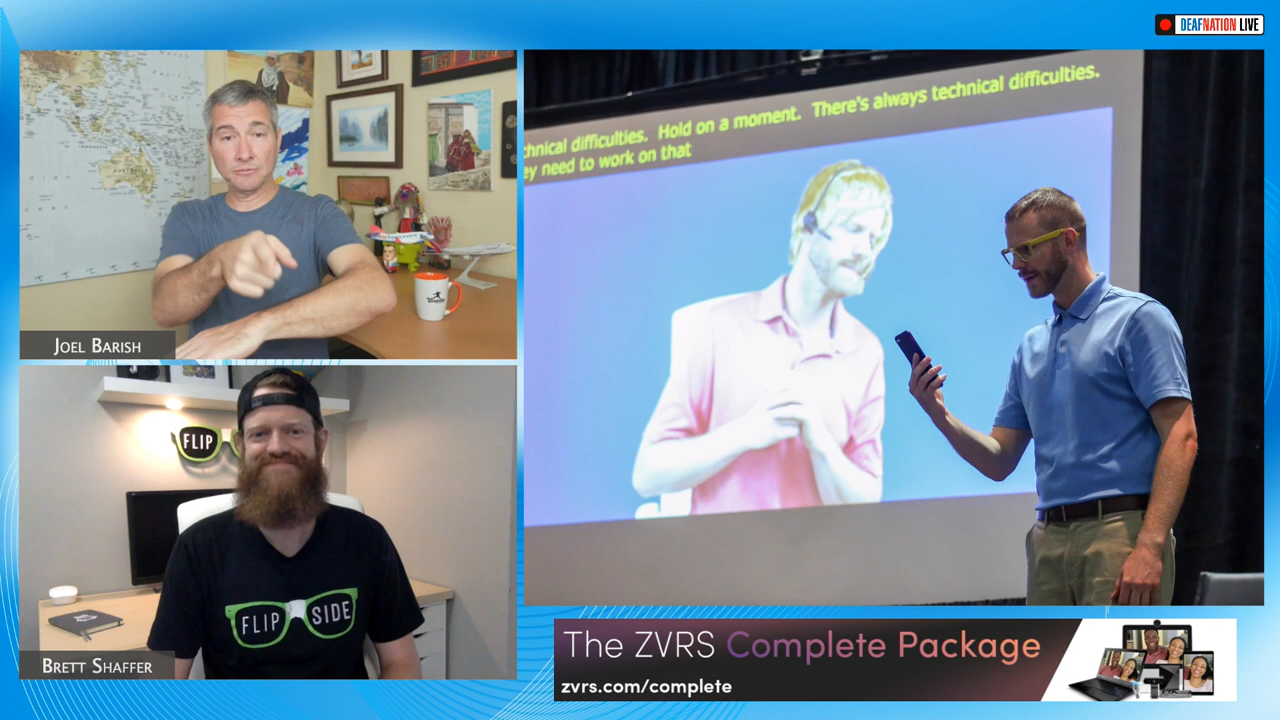 DEAFNATION LIVE
AUSTRALIA
JOEL BARISH
chnical difficulties. Hold on a moment. There's always technical difficulties.
ey need to work on that
FLIP
FLIP SIDE
BRETT SHAFFER
The ZVRS Complete Package
zvrs.com/complete